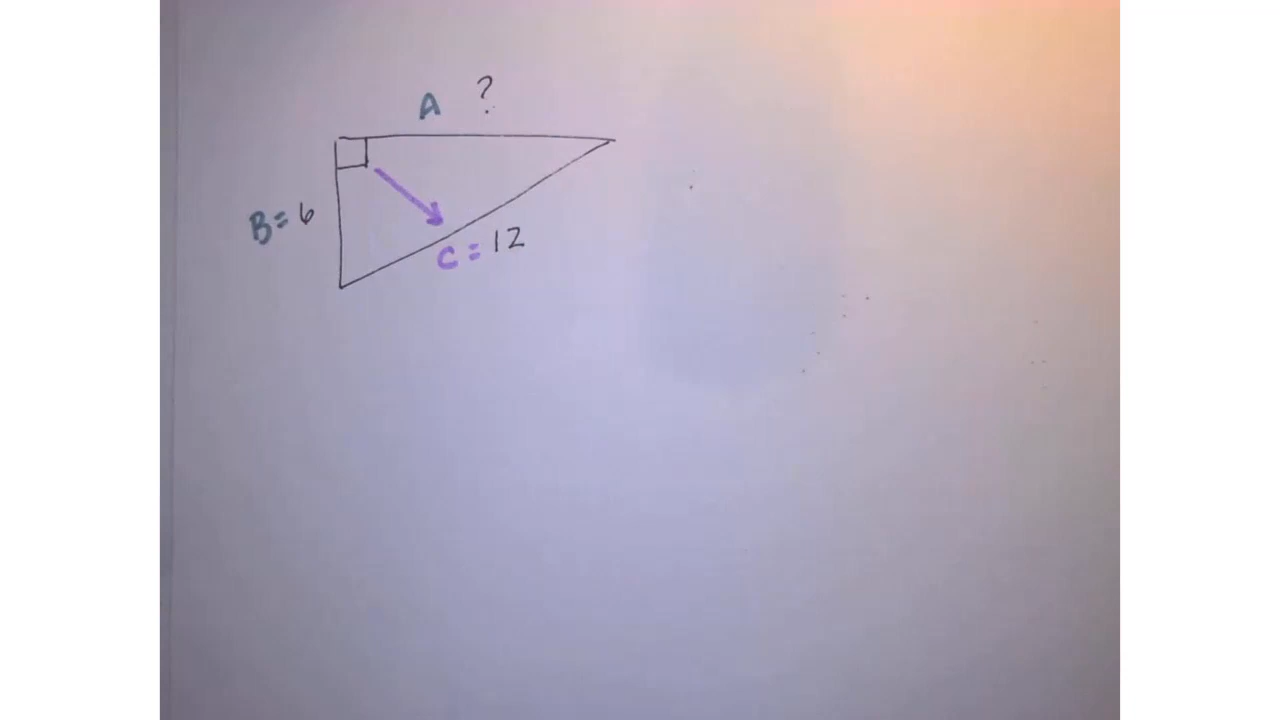 A ?
B = 6
C = 12